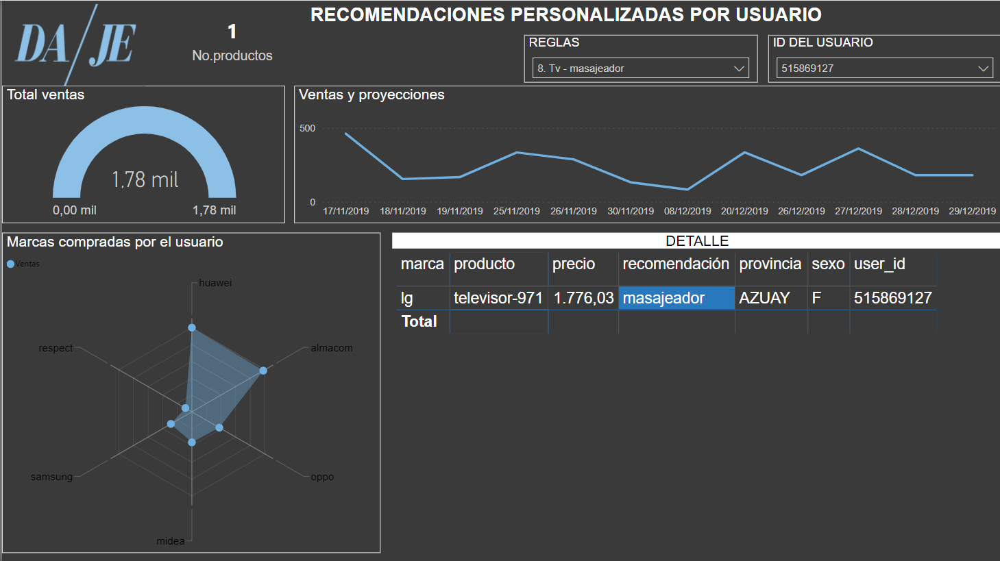 RECOMENDACIONES PERSONALIZADAS POR USUARIO
DA/JE
1
No.productos
REGLAS
8. Tv - masajeador
ID DEL USUARIO
515869127
Total ventas
1,78 mil
0,00 mil 1,78 mil
Ventas y proyecciones
500
0
17/11/2019 18/11/2019 19/11/2019 25/11/2019 26/11/2019 30/11/2019 08/12/2019 20/12/2019 26/12/2019 27/12/2019 28/12/2019 29/12/2019
Marcas compradas por el usuario
Ventas
huawei
respect almacom
samsung oppo
midea
DETALLE
marca producto precio recomendación provincia sexo user_id
lg televisor-971 1.776,03 masajeador AZUAY F 515869127
Total